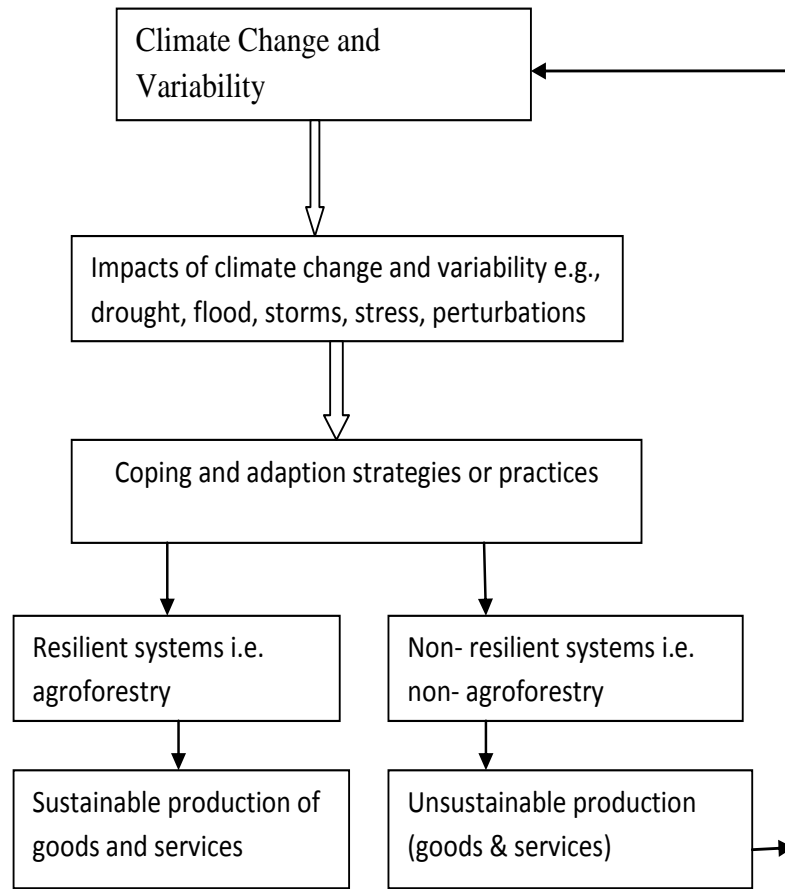 Climate Change and
Variability
Impacts of climate change and variability e.g.,
drought, flood, storms, stress, perturbations
Coping and adaption strategies or practices
Resilient systems i.e.
agroforestry
Non- resilient systems i.e.
non- agroforestry
Sustainable production of
goods and services
Unsustainable production
(goods & services)